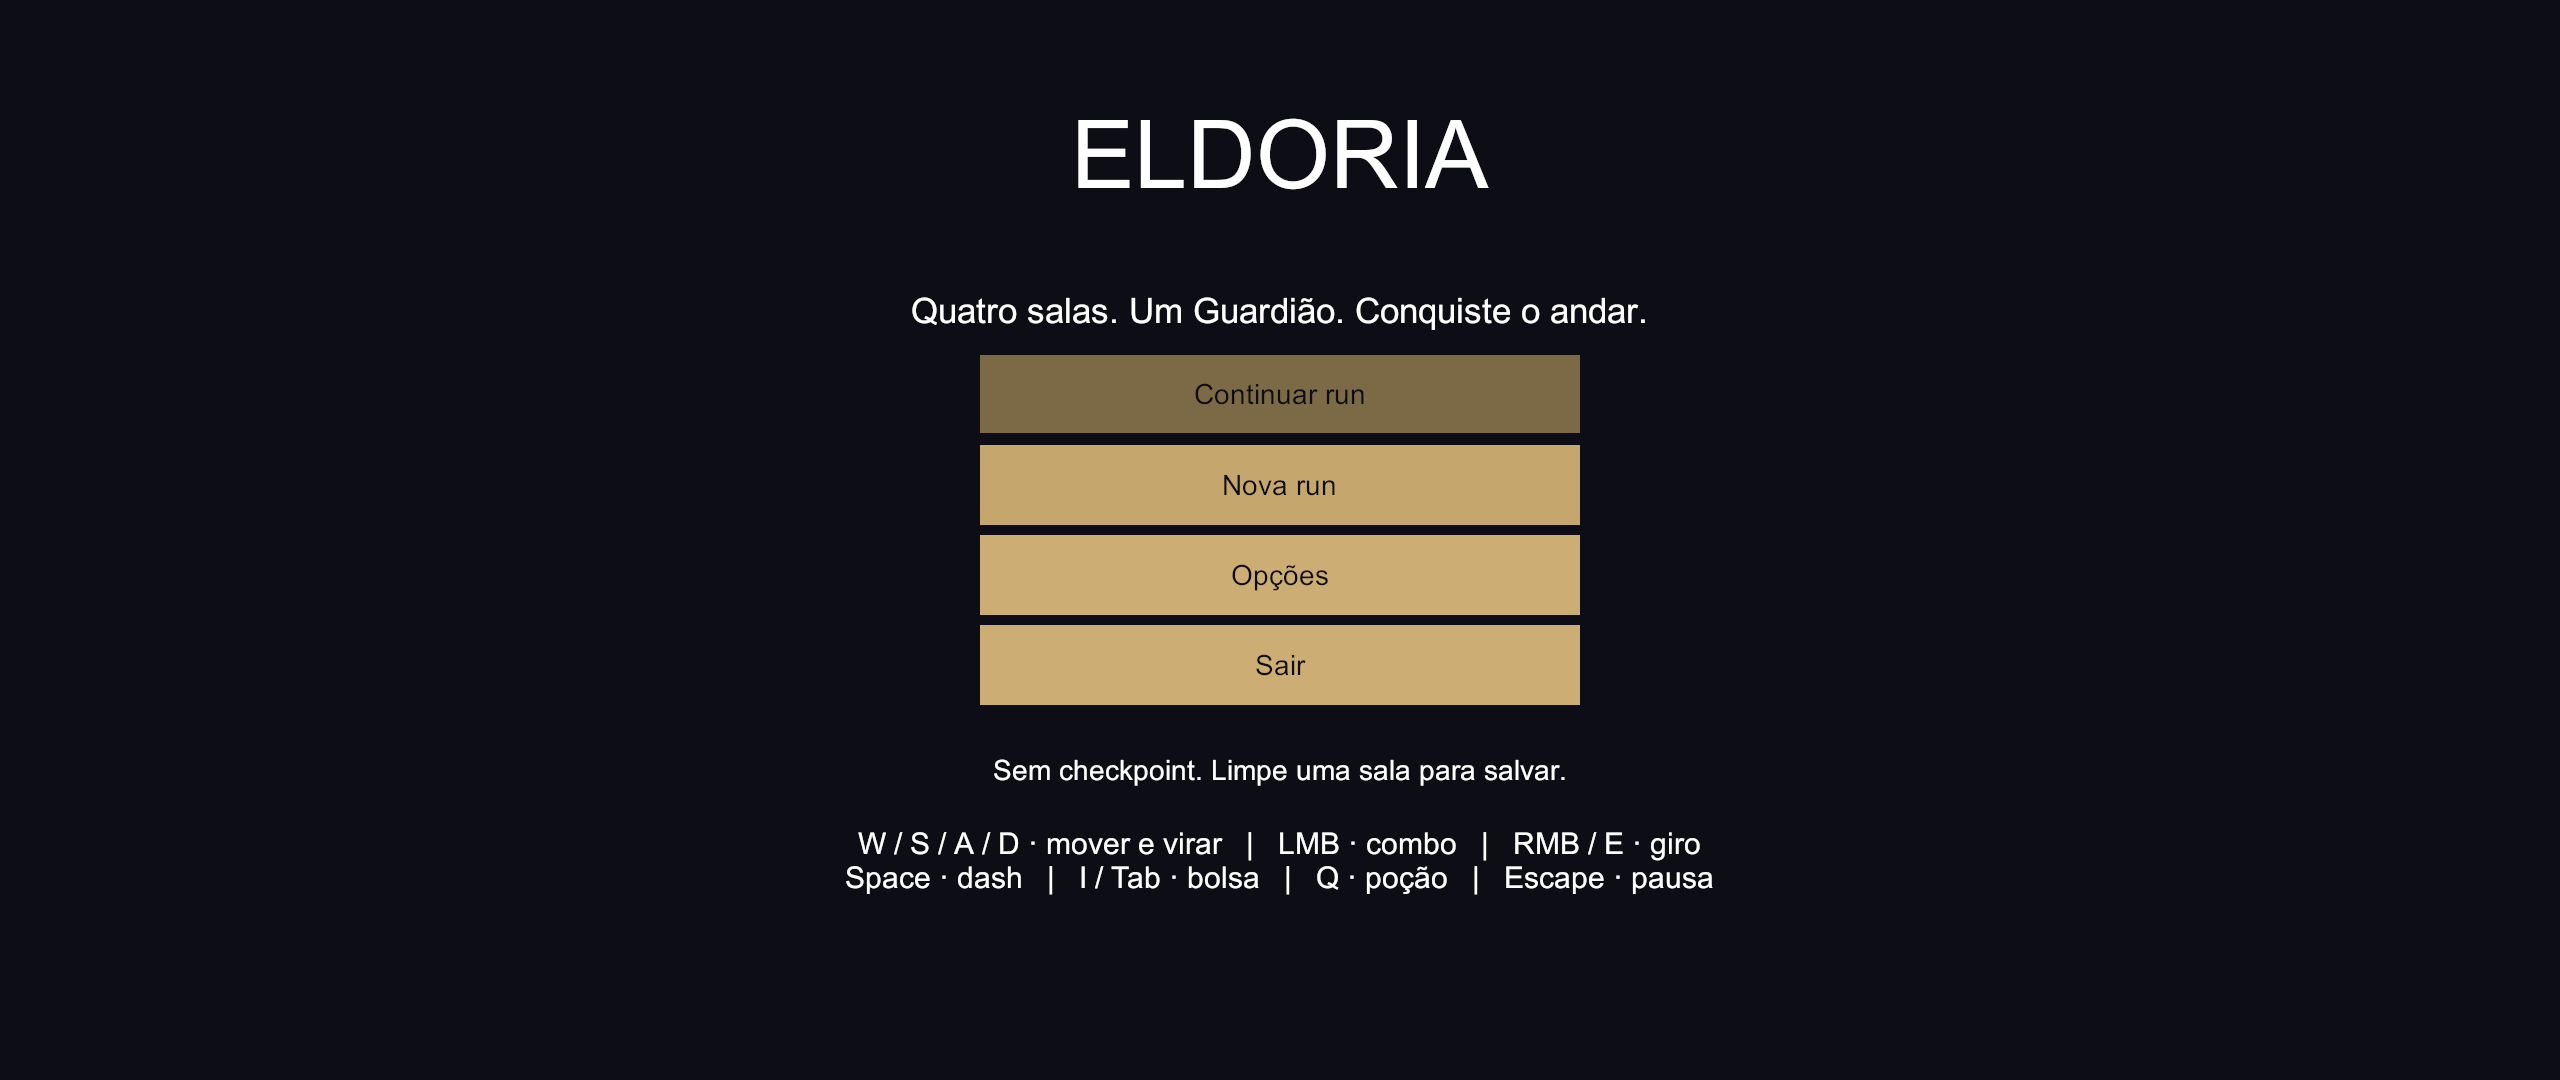 ELDORIA
Quatro salas. Um Guardião. Conquiste o andar.
Continuar run
Nova run
Opções
Sair
Sem checkpoint. Limpe uma sala para salvar.
W / S / A / D · mover e virar | LMB · combo | RMB / E · giro
Space · dash | I / Tab · bolsa | Q · poção | Escape · pausa